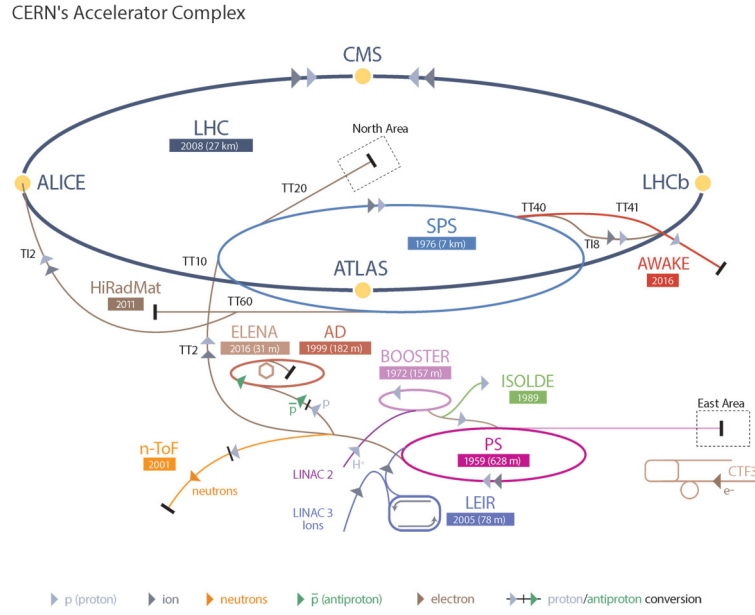 CERN's Accelerator Complex
CMS
LHC
2008 (27 km)
North Area
ALICE
LHCb
TT20
TT40
TT41
SPS
1976 (7 km)
TI2
TT10
TI8
ATLAS
AWAKE
2016
HiRadMat
2011
TT60
ELENA
2016 (31 m)
AD
1999 (182 m)
TT2
BOOSTER
1972 (157 m)
ISOLDE
1989
p
p̅
East Area
n-ToF
2001
PS
1959 (628 m)
H⁻
LINAC 2
neutrons
CTF3
e⁻
LEIR
2005 (78 m)
LINAC 3
Ions
p (proton)
ion
neutrons
p̅ (antiproton)
electron
proton/antiproton conversion